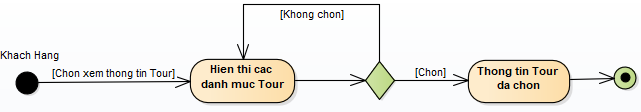 [Khong chon]
Khach Hang
[Chon xem thong tin Tour]
Hien thi cac
danh muc Tour
[Chon]
Thong tin Tour
da chon